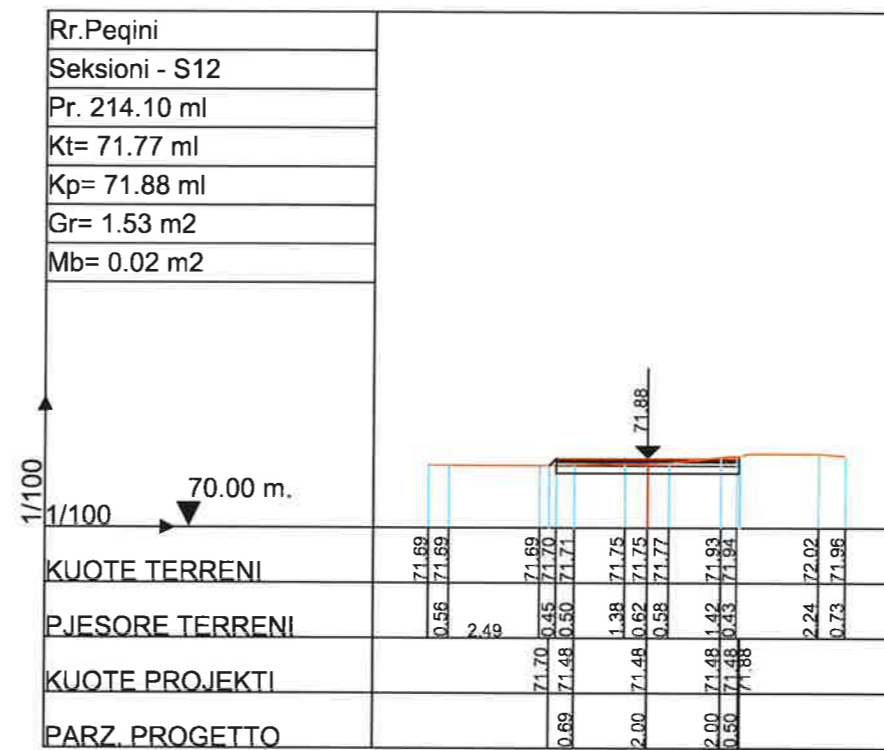 Rr.Peqini
Seksioni - S12
Pr. 214.10 ml
Kt= 71.77 ml
Kp= 71.88 ml
Gr= 1.53 m2
Mb= 0.02 m2
71.88
1/100
70.00 m.
1/100
KUOTE TERRENI 71.69 71.69 71.69 71.70 71.71 71.75 71.75 71.77 71.93 71.94 72.02 71.96
PJESORE TERRENI 0.56 2.49 0.45 0.50 1.38 0.62 0.58 1.42 0.43 2.24 0.73
KUOTE PROJEKTI 71.70 71.48 71.48 71.48 71.48 71.88
PARZ. PROGETTO 0.69 2.00 2.00 0.50